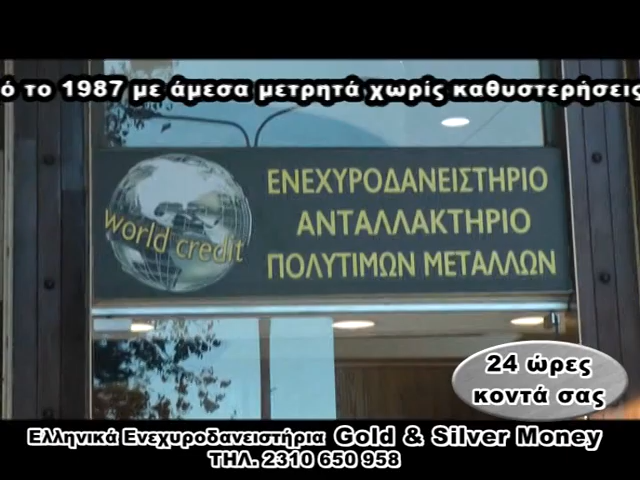 ό το 1987 με άμεσα μετρητά χωρίς καθυστερήσεις
ΕΝΕΧΥΡΟΔΑΝΕΙΣΤΗΡΙΟ
ΑΝΤΑΛΛΑΚΤΗΡΙΟ
ΠΟΛΥΤΙΜΩΝ ΜΕΤΑΛΛΩΝ
world credit
24 ώρες
κοντά σας
Ελληνικά Ενεχυροδανειστήρια Gold & Silver Money
ΤΗΛ. 2310 650 958